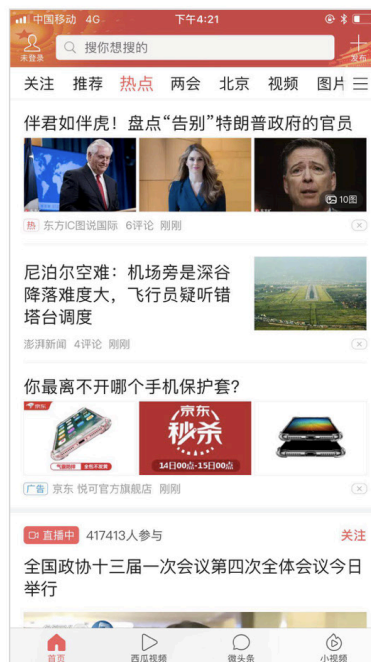 中国移动 4G 下午4:21
未登录 搜你想搜的 发布
关注 推荐 热点 两会 北京 视频 图片
伴君如伴虎！盘点“告别”特朗普政府的官员
10图
热 东方IC图说国际 6评论 刚刚
尼泊尔空难：机场旁是深谷
降落难度大，飞行员疑听错
塔台调度
澎湃新闻 4评论 刚刚
你最离不开哪个手机保护套?
京东
京东
秒杀
14日00点-15日00点
广告 京东 悦可官方旗舰店 刚刚
直播中 417413人参与 关注
全国政协十三届一次会议第四次全体会议今日
举行
首页 西瓜视频 微头条 小视频